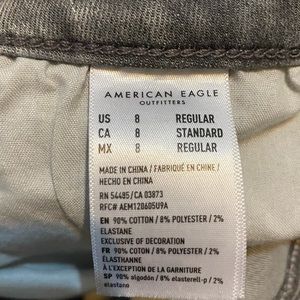 AMERICAN EAGLE
OUTFITTERS
US 8 REGULAR
CA 8 STANDARD
MX 8 REGULAR
MADE IN CHINA / FABRIQUÉ EN CHINE /
HECHO EN CHINA
RN 54485/CA 03873
RFC# AEM120605U9A
EN 90% COTTON / 8% POLYESTER / 2%
ELASTANE
EXCLUSIVE OF DECORATION
FR 90% COTON / 8% POLYESTER / 2%
ÉLASTHANNE
À L'EXCEPTION DE LA GARNITURE
SP 90% algodón / 8% elasterell-p / 2%
elastano